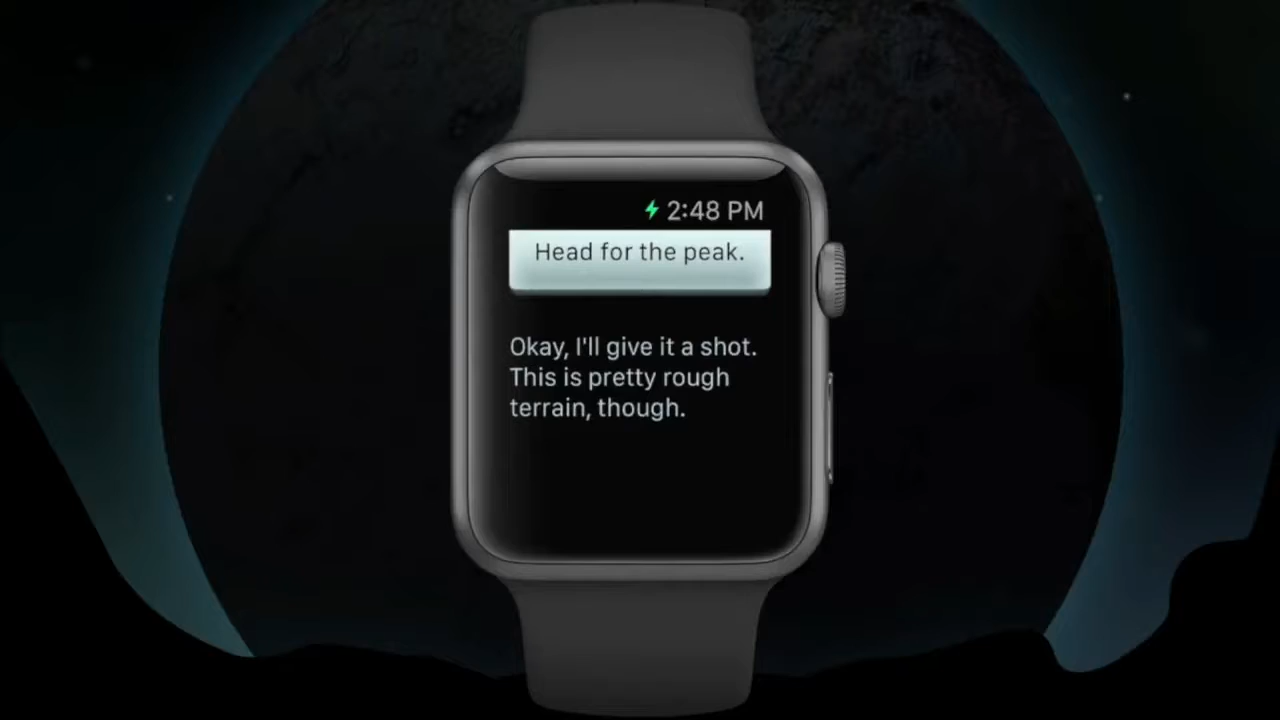 2:48 PM
Head for the peak.
Okay, I'll give it a shot.
This is pretty rough
terrain, though.